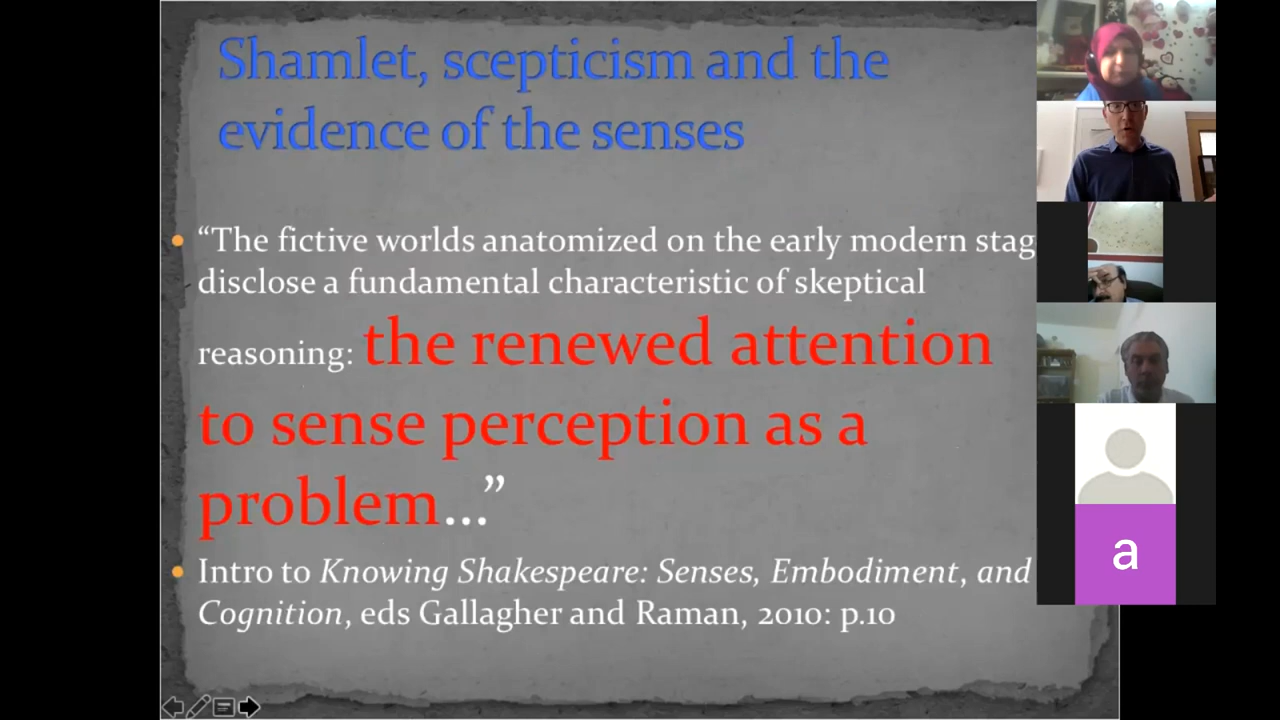 Shamlet, scepticism and the
evidence of the senses
“The fictive worlds anatomized on the early modern stag
disclose a fundamental characteristic of skeptical
reasoning: the renewed attention
to sense perception as a
problem…”
Intro to Knowing Shakespeare: Senses, Embodiment, and
Cognition, eds Gallagher and Raman, 2010: p.10
a